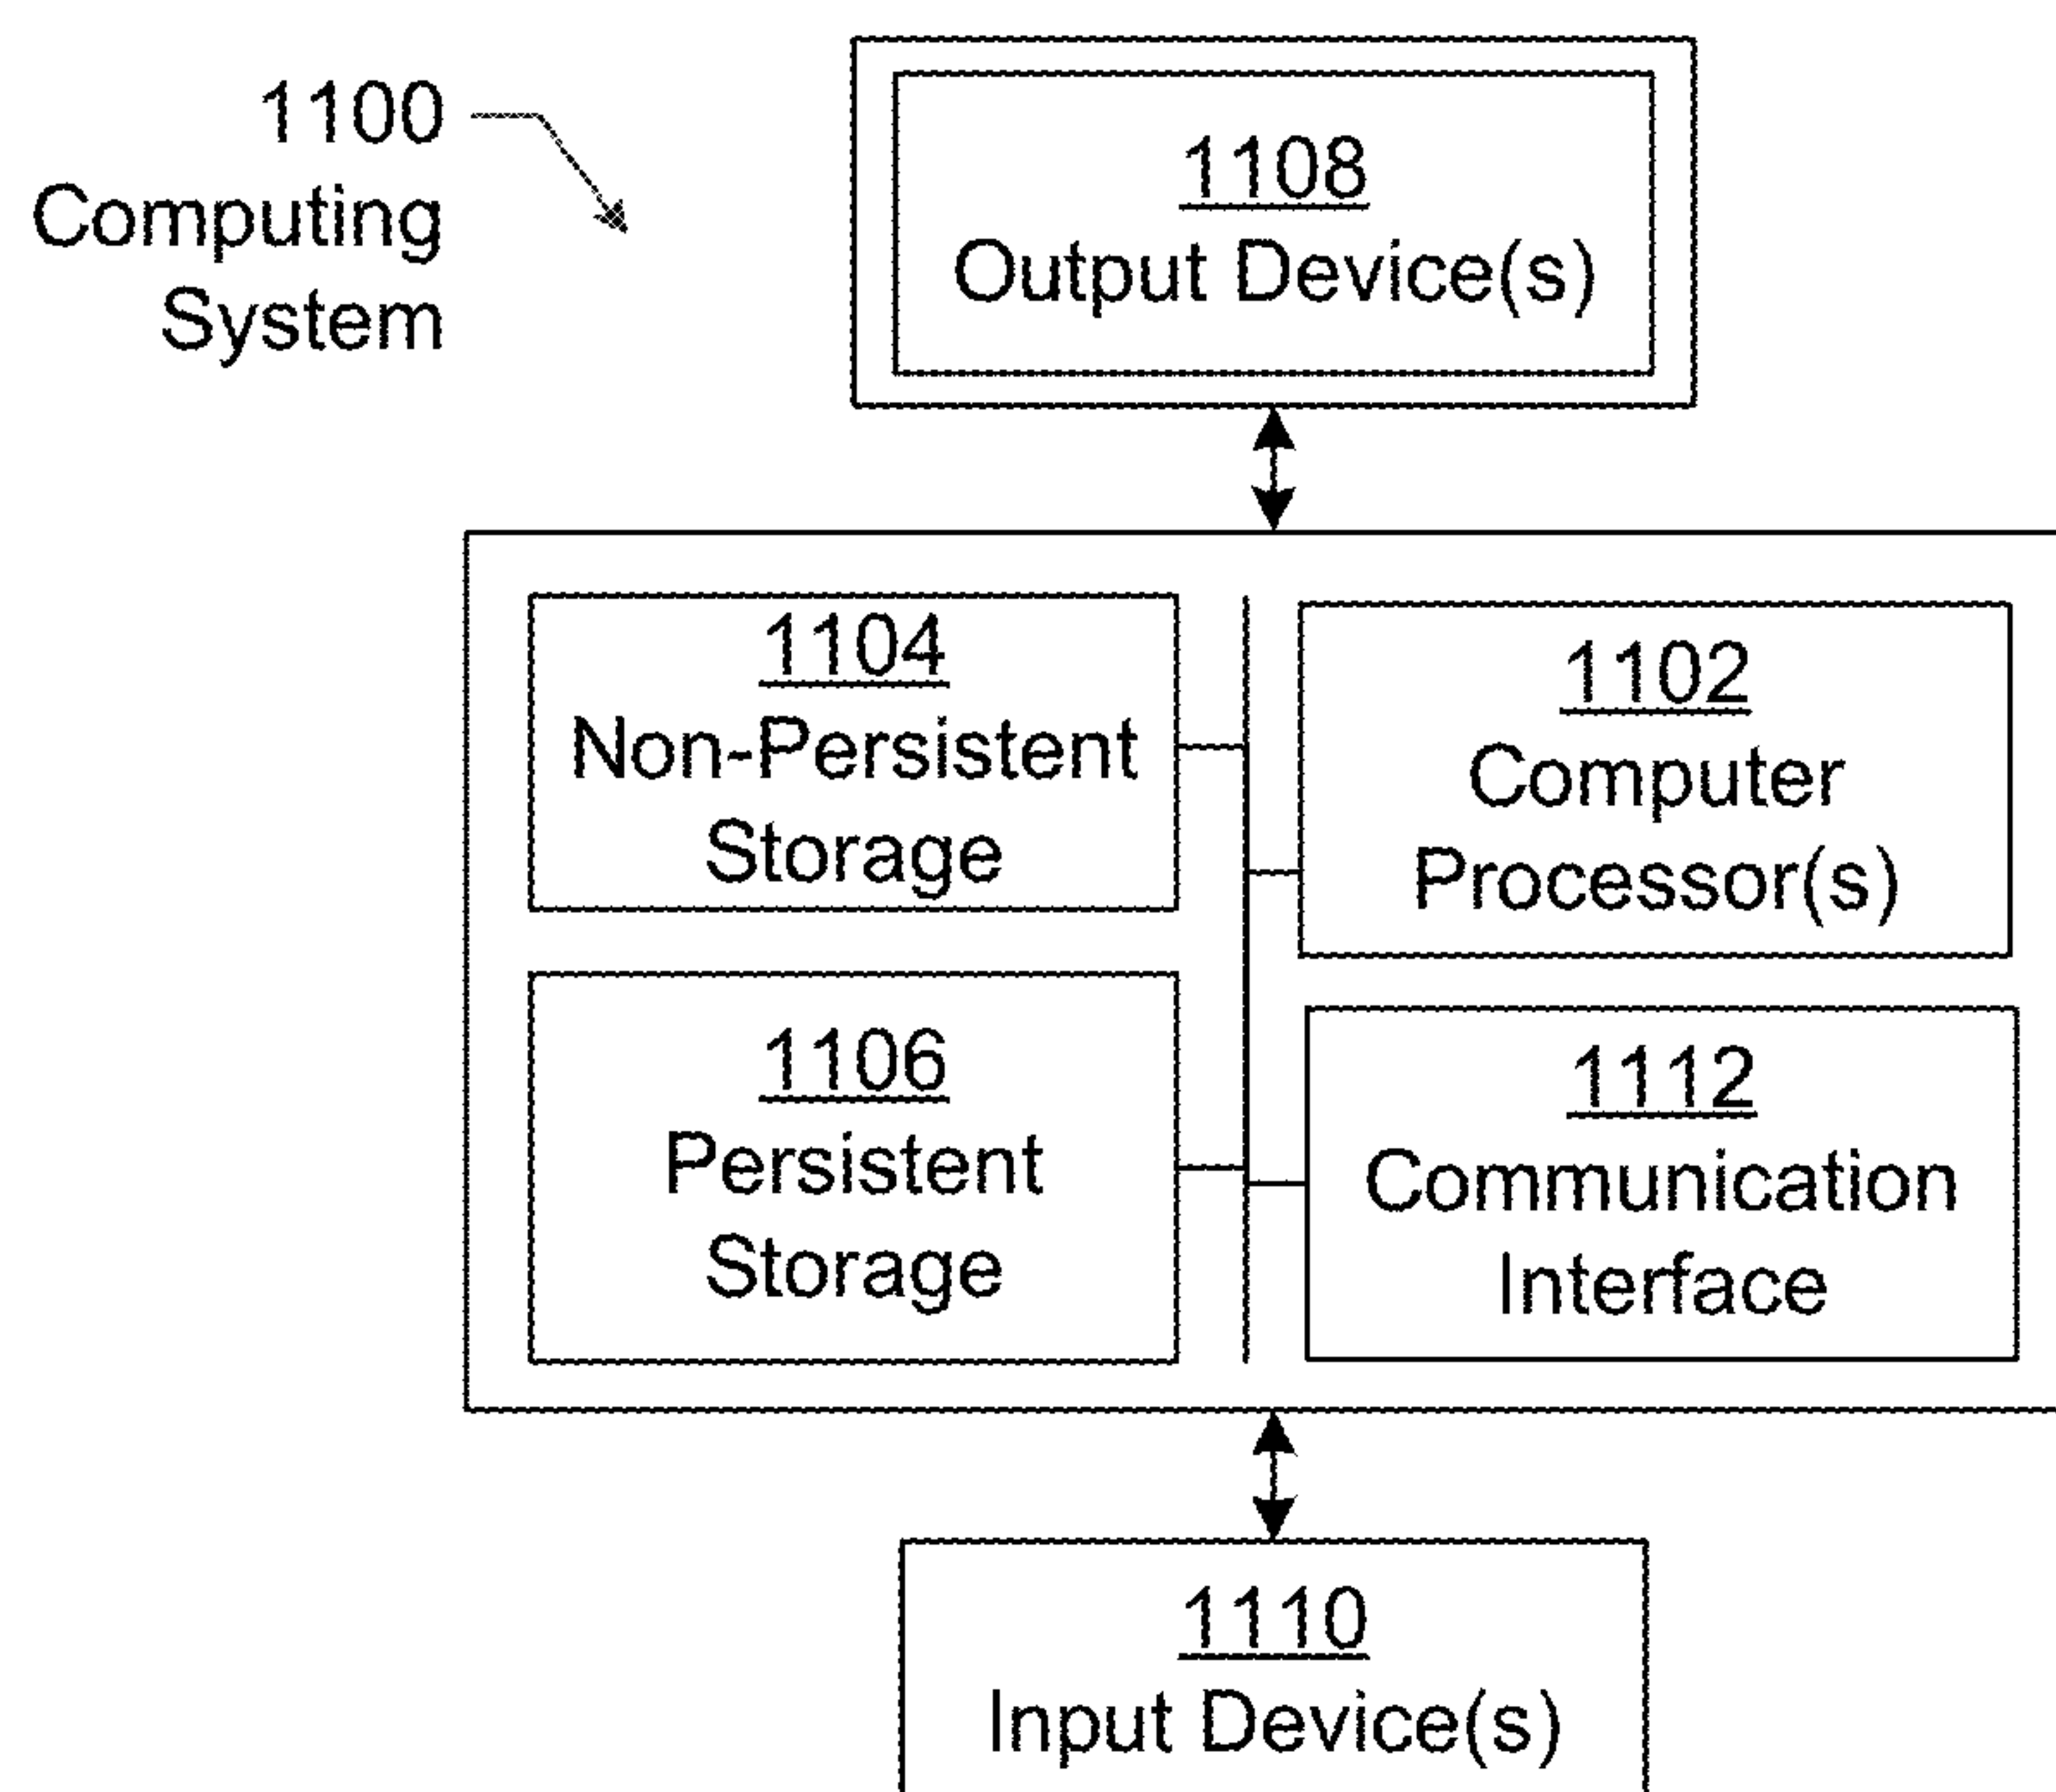 1100
Computing
System
1108
Output Device(s)
1104
Non-Persistent
Storage
1102
Computer
Processor(s)
1106
Persistent
Storage
1112
Communication
Interface
1110
Input Device(s)